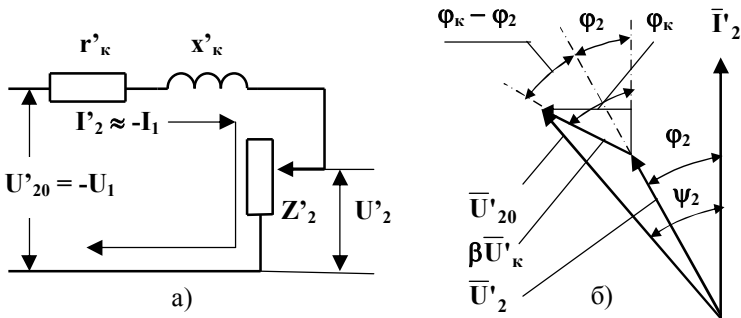 r'к
x'к
I'2 ≈ -I1
U'20 = -U1
Z'2
U'2
а)
φк – φ2
φ2
φк
Ī'2
φ2
ψ2
Ū'20
βŪ'к
Ū'2
б)